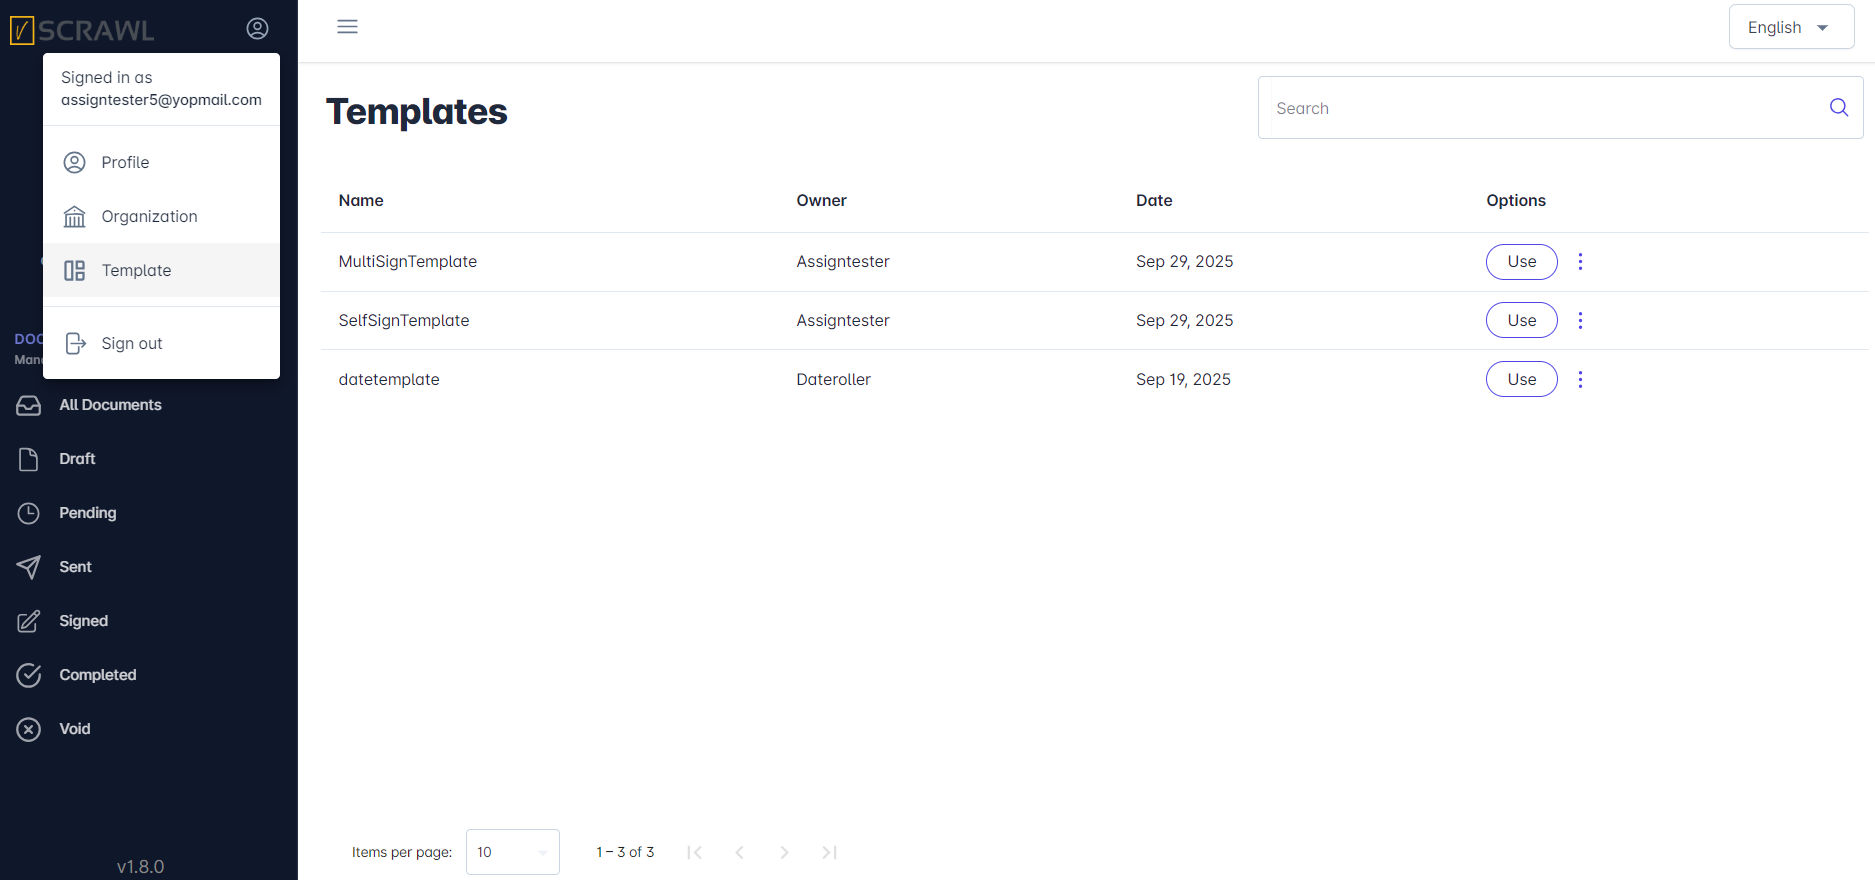 SCRAWL
Signed in as
assigntester5@yopmail.com
Profile
Organization
Template
Sign out
All Documents
Draft
Pending
Sent
Signed
Completed
Void
v1.8.0
English
Templates
Search
Name Owner Date Options
MultiSignTemplate Assigntester Sep 29, 2025 Use
SelfSignTemplate Assigntester Sep 29, 2025 Use
datetemplate Dateroller Sep 19, 2025 Use
Items per page: 10 1 – 3 of 3